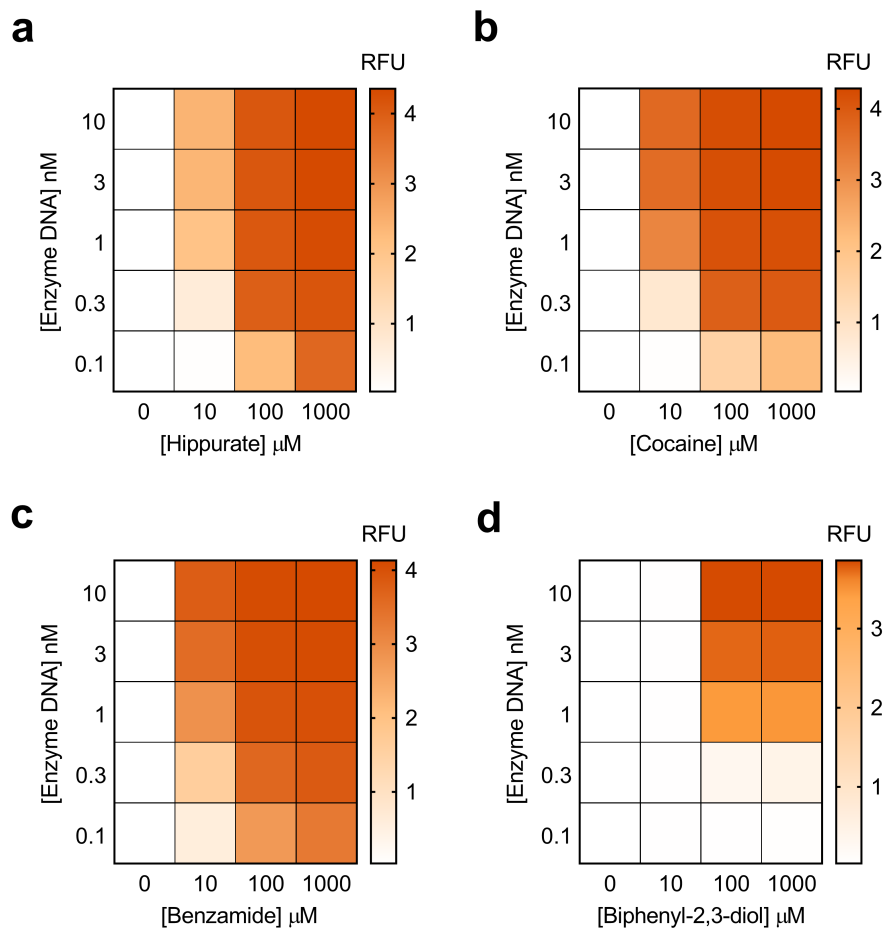 a
RFU
[Enzyme DNA] nM
10
3
1
0.3
0.1
0 10 100 1000
[Hippurate] μM
4
3
2
1
b
RFU
[Enzyme DNA] nM
10
3
1
0.3
0.1
0 10 100 1000
[Cocaine] μM
4
3
2
1
c
RFU
[Enzyme DNA] nM
10
3
1
0.3
0.1
0 10 100 1000
[Benzamide] μM
4
3
2
1
d
RFU
[Enzyme DNA] nM
10
3
1
0.3
0.1
0 10 100 1000
[Biphenyl-2,3-diol] μM
3
2
1